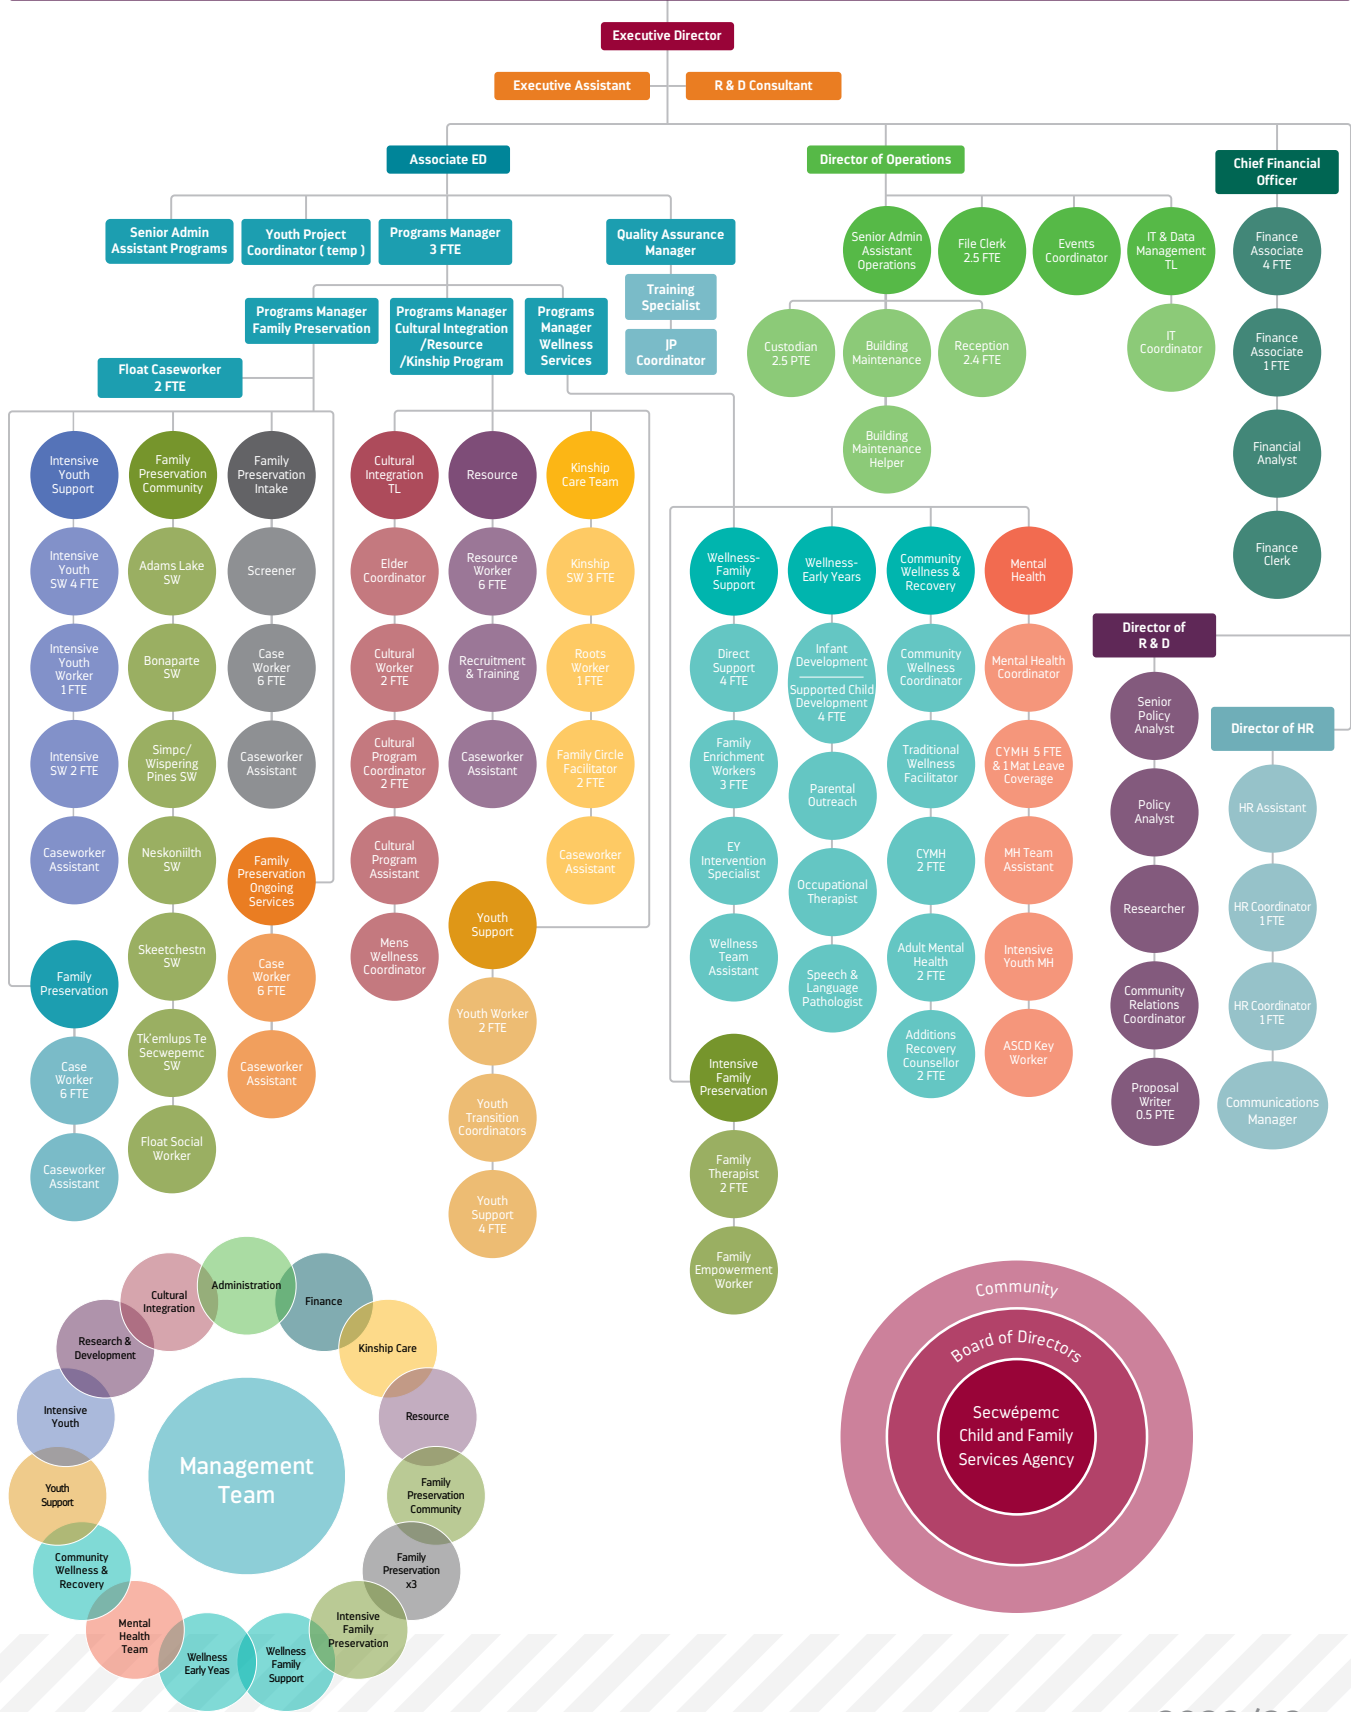 Executive Director
Executive Assistant
R & D Consultant
Associate ED
Director of Operations
Chief Financial
Officer
Senior Admin
Assistant Programs
Youth Project
Coordinator ( temp )
Programs Manager
3 FTE
Quality Assurance
Manager
Training
Specialist
JP
Coordinator
Programs Manager
Family Preservation
Programs Manager
Cultural Integration
/Resource
/Kinship Program
Programs
Manager
Wellness
Services
Float Caseworker
2 FTE
Senior Admin
Assistant
Operations
File Clerk
2.5 FTE
Events
Coordinator
IT & Data
Management
TL
Custodian
2.5 PTE
Building
Maintenance
Reception
2.4 FTE
IT
Coordinator
Building
Maintenance
Helper
Finance
Associate
4 FTE
Finance
Associate
1 FTE
Financial
Analyst
Finance
Clerk
Intensive
Youth
Support
Intensive
Youth
SW 4 FTE
Intensive
Youth
Worker
1 FTE
Intensive
SW 2 FTE
Caseworker
Assistant
Family
Preservation
Case
Worker
6 FTE
Caseworker
Assistant
Family
Preservation
Community
Adams Lake
SW
Bonaparte
SW
Simpc/
Wispering
Pines SW
Neskoniilth
SW
Skeetchestn
SW
Tk'emlups Te
Secwepemc
SW
Float Social
Worker
Family
Preservation
Intake
Screener
Case
Worker
6 FTE
Caseworker
Assistant
Family
Preservation
Ongoing
Services
Case
Worker
6 FTE
Caseworker
Assistant
Cultural
Integration
TL
Elder
Coordinator
Cultural
Worker
2 FTE
Cultural
Program
Coordinator
2 FTE
Cultural
Program
Assistant
Mens
Wellness
Coordinator
Resource
Resource
Worker
6 FTE
Recruitment
& Training
Caseworker
Assistant
Youth
Support
Youth Worker
2 FTE
Youth
Transition
Coordinators
Youth
Support
4 FTE
Kinship
Care Team
Kinship
SW 3 FTE
Roots
Worker
1 FTE
Family Circle
Facilitator
2 FTE
Caseworker
Assistant
Wellness-
Family
Support
Direct
Support
4 FTE
Family
Enrichment
Workers
3 FTE
EY
Intervention
Specialist
Wellness
Team
Assistant
Intensive
Family
Preservation
Family
Therapist
2 FTE
Family
Empowerment
Worker
Wellness-
Early Years
Infant
Development
Supported Child
Development
4 FTE
Parental
Outreach
Occupational
Therapist
Speech &
Language
Pathologist
Community
Wellness &
Recovery
Community
Wellness
Coordinator
Traditional
Wellness
Facilitator
CYMH
2 FTE
Adult Mental
Health
2 FTE
Additions
Recovery
Counsellor
2 FTE
Mental
Health
Mental Health
Coordinator
CYMH 5 FTE
& 1 Mat Leave
Coverage
MH Team
Assistant
Intensive
Youth MH
ASCD Key
Worker
Director of
R & D
Senior
Policy
Analyst
Policy
Analyst
Researcher
Community
Relations
Coordinator
Proposal
Writer
0.5 PTE
Director of HR
HR Assistant
HR Coordinator
1 FTE
HR Coordinator
1 FTE
Communications
Manager
Management
Team
Administration
Finance
Kinship Care
Resource
Family
Preservation
Community
Family
Preservation
x3
Intensive
Family
Preservation
Wellness
Family
Support
Wellness
Early Yeas
Mental
Health
Team
Community
Wellness &
Recovery
Youth
Support
Intensive
Youth
Research &
Development
Cultural
Integration
Community
Board of Directors
Secwépemc
Child and Family
Services Agency